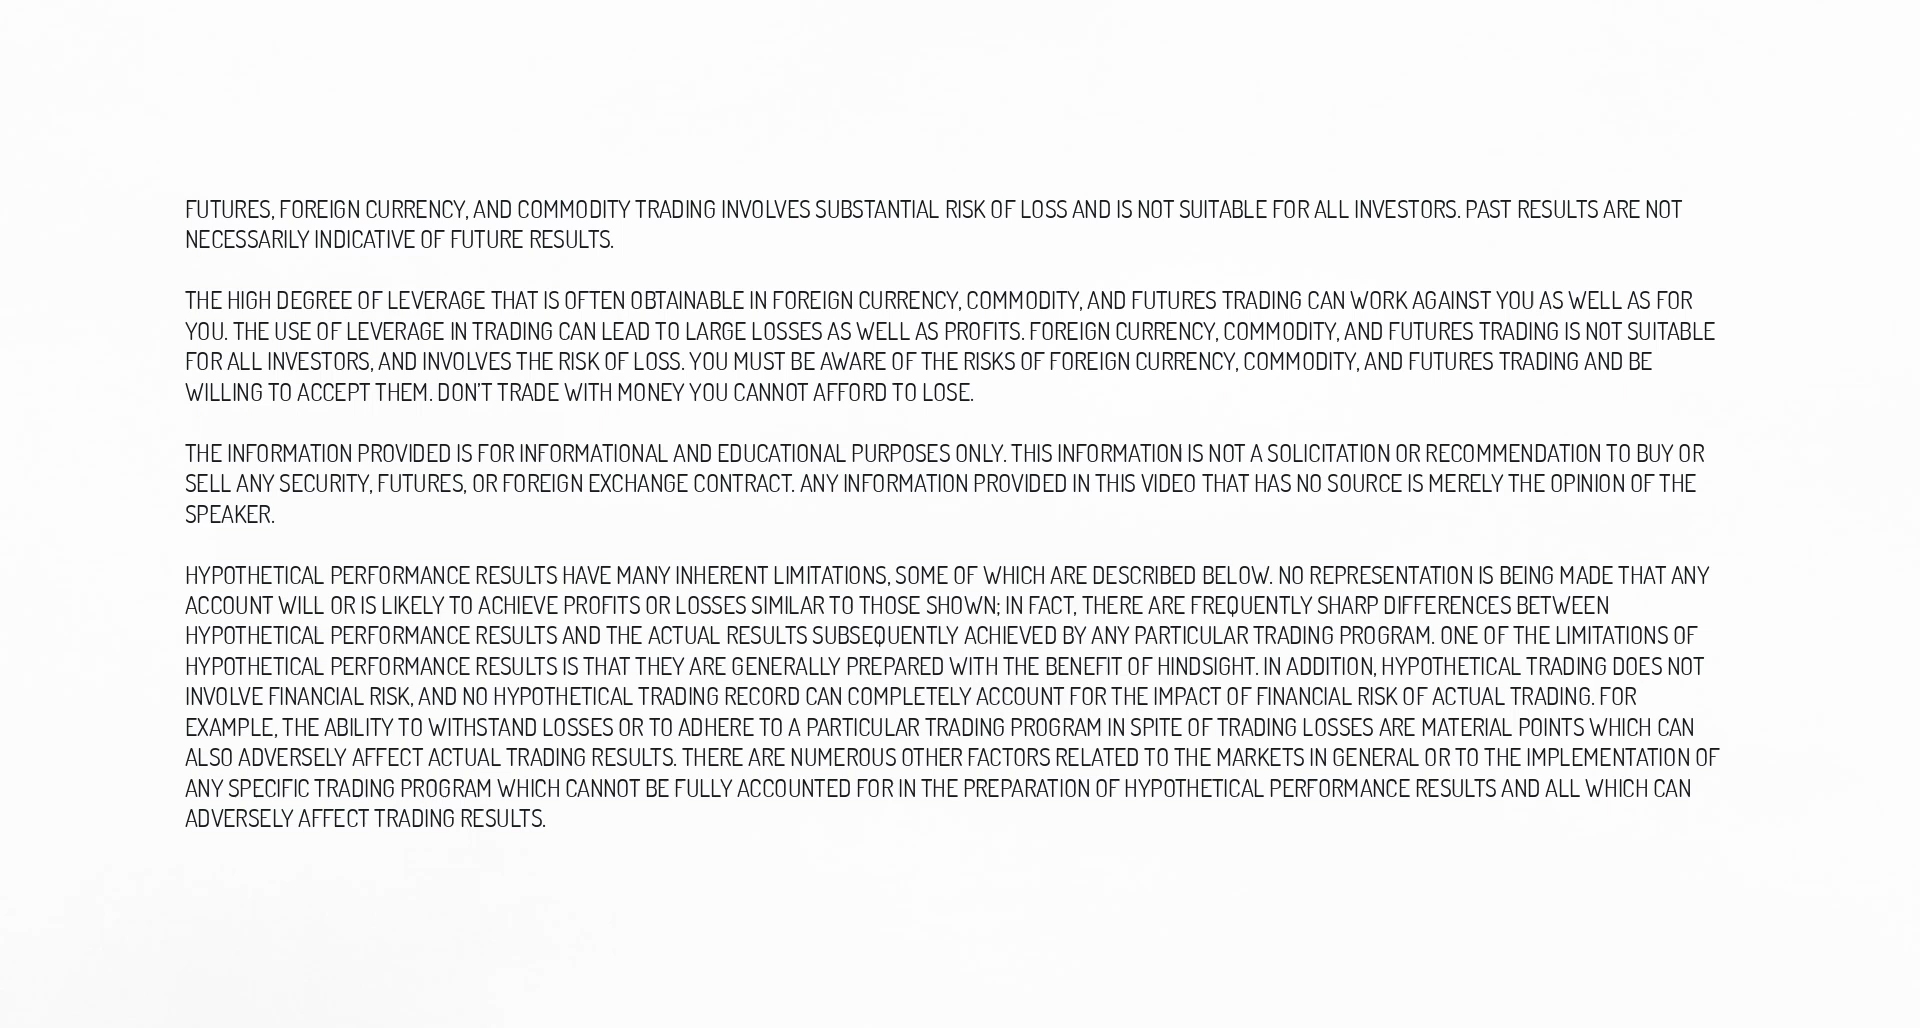 FUTURES, FOREIGN CURRENCY, AND COMMODITY TRADING INVOLVES SUBSTANTIAL RISK OF LOSS AND IS NOT SUITABLE FOR ALL INVESTORS. PAST RESULTS ARE NOT
NECESSARILY INDICATIVE OF FUTURE RESULTS.
THE HIGH DEGREE OF LEVERAGE THAT IS OFTEN OBTAINABLE IN FOREIGN CURRENCY, COMMODITY, AND FUTURES TRADING CAN WORK AGAINST YOU AS WELL AS FOR
YOU. THE USE OF LEVERAGE IN TRADING CAN LEAD TO LARGE LOSSES AS WELL AS PROFITS. FOREIGN CURRENCY, COMMODITY, AND FUTURES TRADING IS NOT SUITABLE
FOR ALL INVESTORS, AND INVOLVES THE RISK OF LOSS. YOU MUST BE AWARE OF THE RISKS OF FOREIGN CURRENCY, COMMODITY, AND FUTURES TRADING AND BE
WILLING TO ACCEPT THEM. DON'T TRADE WITH MONEY YOU CANNOT AFFORD TO LOSE.
THE INFORMATION PROVIDED IS FOR INFORMATIONAL AND EDUCATIONAL PURPOSES ONLY. THIS INFORMATION IS NOT A SOLICITATION OR RECOMMENDATION TO BUY OR
SELL ANY SECURITY, FUTURES, OR FOREIGN EXCHANGE CONTRACT. ANY INFORMATION PROVIDED IN THIS VIDEO THAT HAS NO SOURCE IS MERELY THE OPINION OF THE
SPEAKER.
HYPOTHETICAL PERFORMANCE RESULTS HAVE MANY INHERENT LIMITATIONS, SOME OF WHICH ARE DESCRIBED BELOW. NO REPRESENTATION IS BEING MADE THAT ANY
ACCOUNT WILL OR IS LIKELY TO ACHIEVE PROFITS OR LOSSES SIMILAR TO THOSE SHOWN; IN FACT, THERE ARE FREQUENTLY SHARP DIFFERENCES BETWEEN
HYPOTHETICAL PERFORMANCE RESULTS AND THE ACTUAL RESULTS SUBSEQUENTLY ACHIEVED BY ANY PARTICULAR TRADING PROGRAM. ONE OF THE LIMITATIONS OF
HYPOTHETICAL PERFORMANCE RESULTS IS THAT THEY ARE GENERALLY PREPARED WITH THE BENEFIT OF HINDSIGHT. IN ADDITION, HYPOTHETICAL TRADING DOES NOT
INVOLVE FINANCIAL RISK, AND NO HYPOTHETICAL TRADING RECORD CAN COMPLETELY ACCOUNT FOR THE IMPACT OF FINANCIAL RISK OF ACTUAL TRADING. FOR
EXAMPLE, THE ABILITY TO WITHSTAND LOSSES OR TO ADHERE TO A PARTICULAR TRADING PROGRAM IN SPITE OF TRADING LOSSES ARE MATERIAL POINTS WHICH CAN
ALSO ADVERSELY AFFECT ACTUAL TRADING RESULTS. THERE ARE NUMEROUS OTHER FACTORS RELATED TO THE MARKETS IN GENERAL OR TO THE IMPLEMENTATION OF
ANY SPECIFIC TRADING PROGRAM WHICH CANNOT BE FULLY ACCOUNTED FOR IN THE PREPARATION OF HYPOTHETICAL PERFORMANCE RESULTS AND ALL WHICH CAN
ADVERSELY AFFECT TRADING RESULTS.